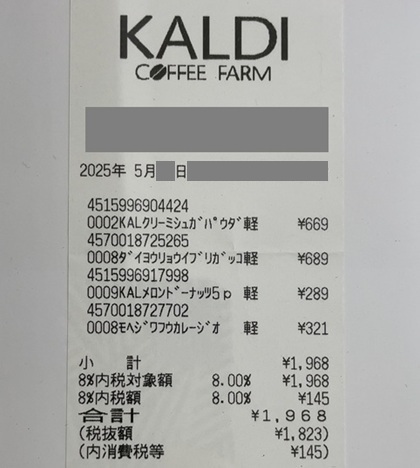 KALDI
COFFEE FARM
2025年 5月 日
4515996904424
0002KALクリーミシュガパウダ軽 ¥669
4570018725265
0008ダイヨウリョウイブリガッコ軽 ¥689
4515996917998
0009KALメロンドーナッツ5p 軽 ¥289
4570018727702
0008モヘジワフウカレージオ 軽 ¥321
小 計 ¥1,968
8%内税対象額 8.00% ¥1,968
8%内税額 8.00% ¥145
合計 ¥1,968
(税抜額 ¥1,823)
(内消費税等 ¥145)